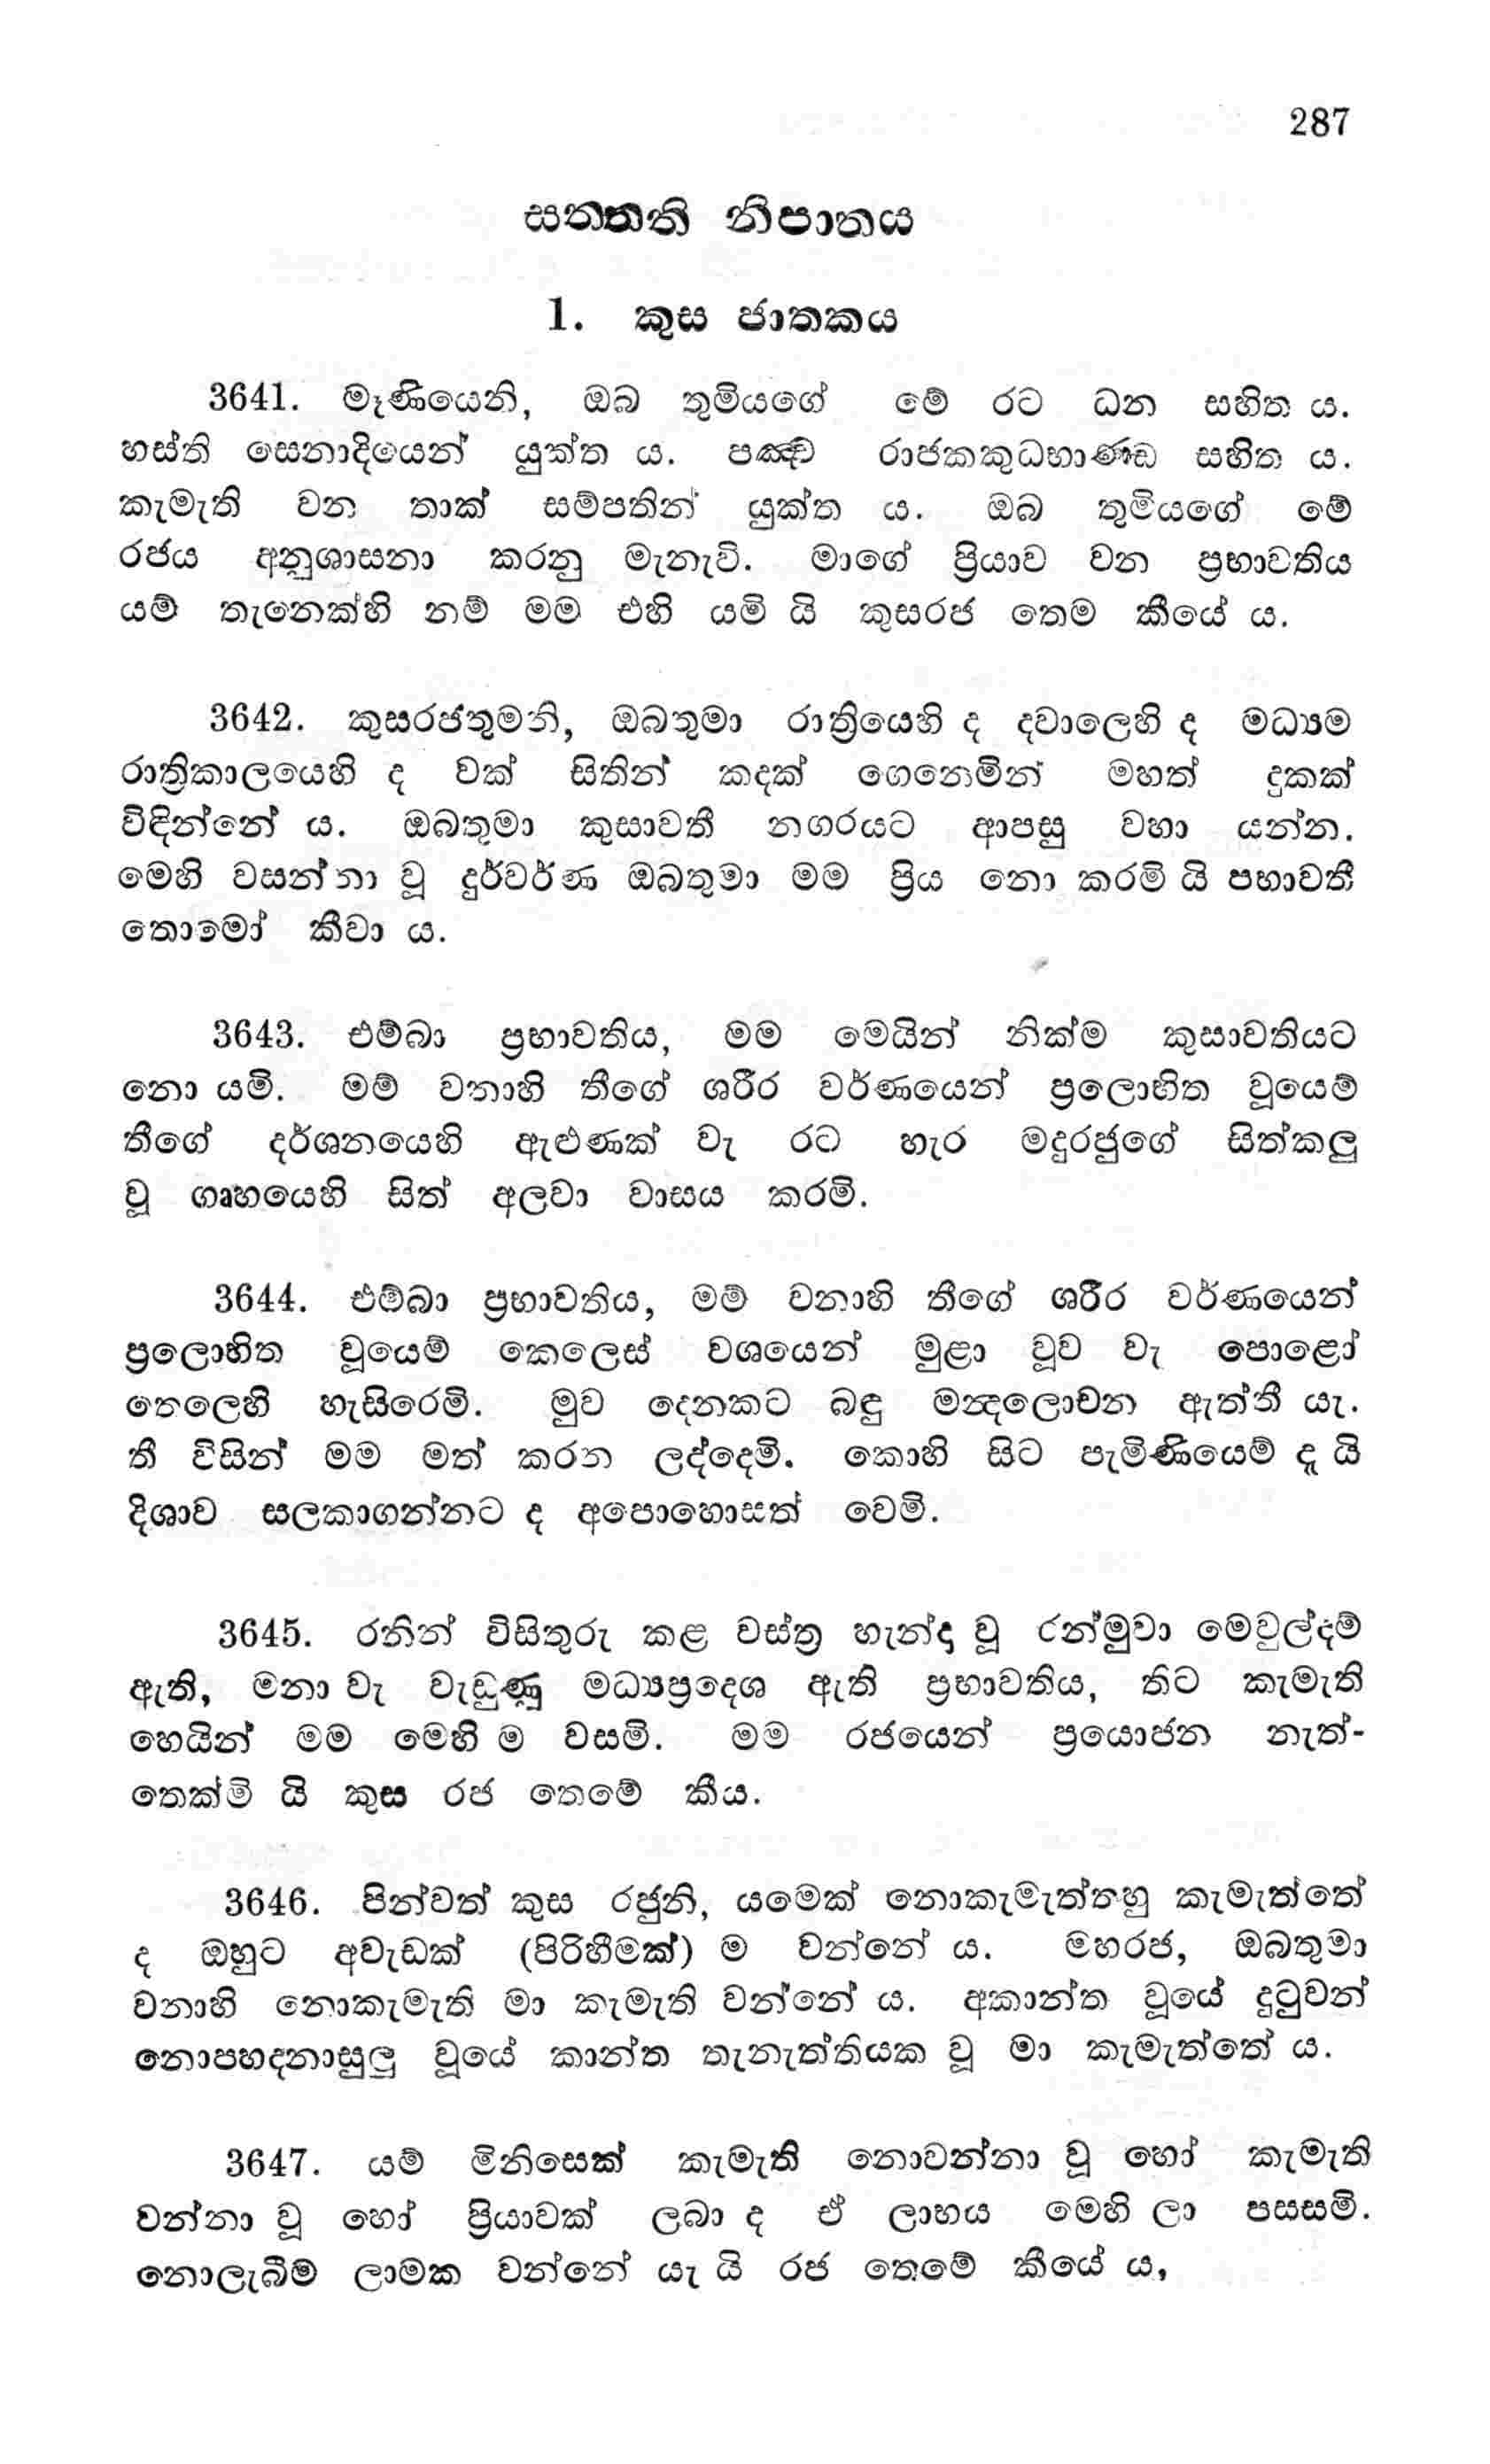 287
සත්තති නිපාතය
1. කුස ජාතකය
3641. මෑණියෙනි, ඔබ තුමියගේ මේ රට ධන සහිත ය.
හස්ති සෙනාදියෙන් යුක්ත ය. පඤ්ච රාජකකුධභාණ්ඩ සහිත ය.
කැමැති වන තාක් සම්පතින් යුක්ත ය. ඔබ තුමියගේ මේ
රජය අනුශාසනා කරනු මැනැවි. මාගේ ප්‍රියාව වන ප්‍රභාවතිය
යම් තැනෙක්හි නම් මම එහි යමි යි කුසරජ තෙම කීයේ ය.
3642. කුසරජතුමනි, ඔබතුමා රාත්‍රියෙහි ද දවාලෙහි ද මධ්‍යම
රාත්‍රිකාලයෙහි ද වක් සිතින් කදක් ගෙනෙමින් මහත් දුකක්
විඳින්නේ ය. ඔබතුමා කුසාවතී නගරයට ආපසු වහා යන්න.
මෙහි වසන්නා වූ දුර්වර්ණ ඔබතුමා මම ප්‍රිය නො කරමි යි පභාවතී
තොමෝ කීවා ය.
3643. එම්බා ප්‍රභාවතිය, මම මෙයින් නික්ම කුසාවතියට
නො යමි. මම් වනාහි තීගේ ශරීර වර්ණයෙන් ප්‍රලොභිත වූයෙම්
තීගේ දර්ශනයෙහි ඇළුණක් වැ රට හැර මදුරජුගේ සිත්කලු
වූ ගෘහයෙහි සිත් අලවා වාසය කරමි.
3644. එම්බා ප්‍රභාවතිය, මම් වනාහි තීගේ ශරීර වර්ණයෙන්
ප්‍රලොභිත වූයෙම් කෙලෙස් වශයෙන් මුළා වූව වැ පොළෝ
තෙලෙහි හැසිරෙමි. මුව දෙනකට බඳු මන්‍දලොචන ඇත්තී යැ.
තී විසින් මම මත් කරන ලද්දෙමි. කොහි සිට පැමිණියෙම් දැ යි
දිශාව සලකාගන්නට ද අපොහොසත් වෙමි.
3645. රනින් විසිතුරු කළ වස්ත්‍ර හැන්දා වූ රන්මුවා මෙවුල්දම්
ඇති, මනා වැ වැඩුණු මධ්‍යප්‍රදෙශ ඇති ප්‍රභාවතිය, තිට කැමැති
හෙයින් මම මෙහි ම වසමි. මම රජයෙන් ප්‍රයොජන නැත්-
තෙක්මි යි කුස රජ තෙමේ කීය.
3646. පින්වත් කුස රජුනි, යමෙක් නොකැමැත්තහු කැමැත්තේ
ද ඔහුට අවැඩක් (පිරිහීමක්) ම වන්නේ ය. මහරජ, ඔබතුමා
වනාහි නොකැමැති මා කැමැති වන්නේ ය. අකාන්ත වූයේ දුටුවන්
නොපහදනාසුලු වූයේ කාන්ත තැනැත්තියක වූ මා කැමැත්තේ ය.
3647. යම් මිනිසෙක් කැමැති නොවන්නා වූ හෝ කැමැති
වන්නා වූ හෝ ප්‍රියාවක් ලබා ද ඒ ලාභය මෙහි ලා පසසමි.
නොලැබීම් ලාමක වන්නේ යැ යි රජ තෙමේ කීයේ ය,